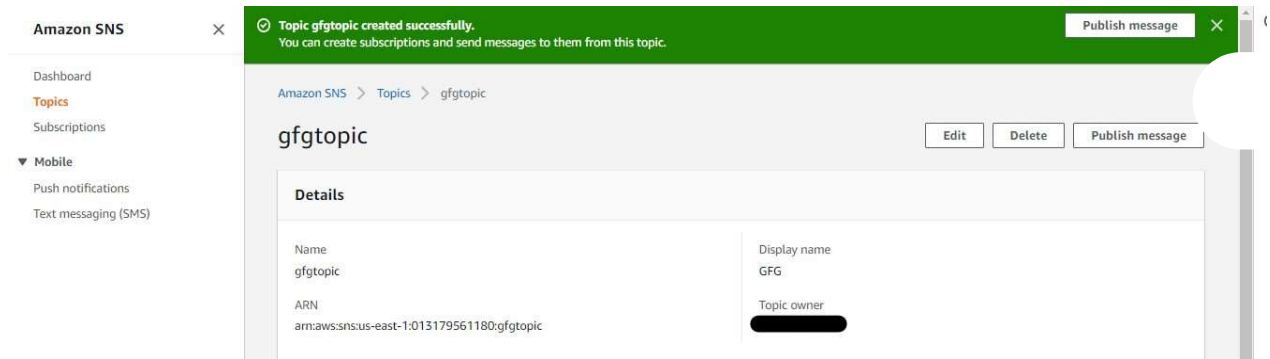 Amazon SNS
Dashboard
Topics
Subscriptions
Mobile
Push notifications
Text messaging (SMS)
Topic gfgtopic created successfully.
You can create subscriptions and send messages to them from this topic.
Publish message
Amazon SNS > Topics > gfgtopic
gfgtopic
Edit
Delete
Publish message
Details
Name
gfgtopic
ARN
arn:aws:sns:us-east-1:013179561180:gfgtopic
Display name
GFG
Topic owner